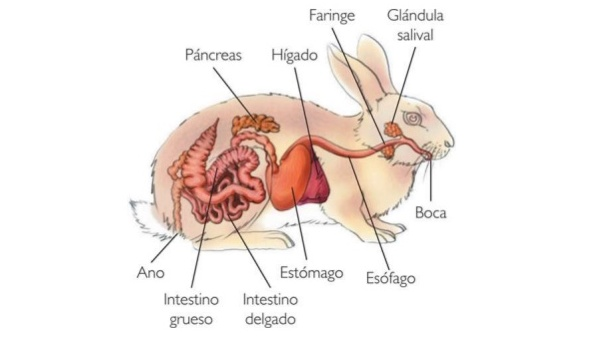 Faringe
Glándula
salival
Páncreas
Hígado
Boca
Ano
Estómago
Esófago
Intestino
grueso
Intestino
delgado